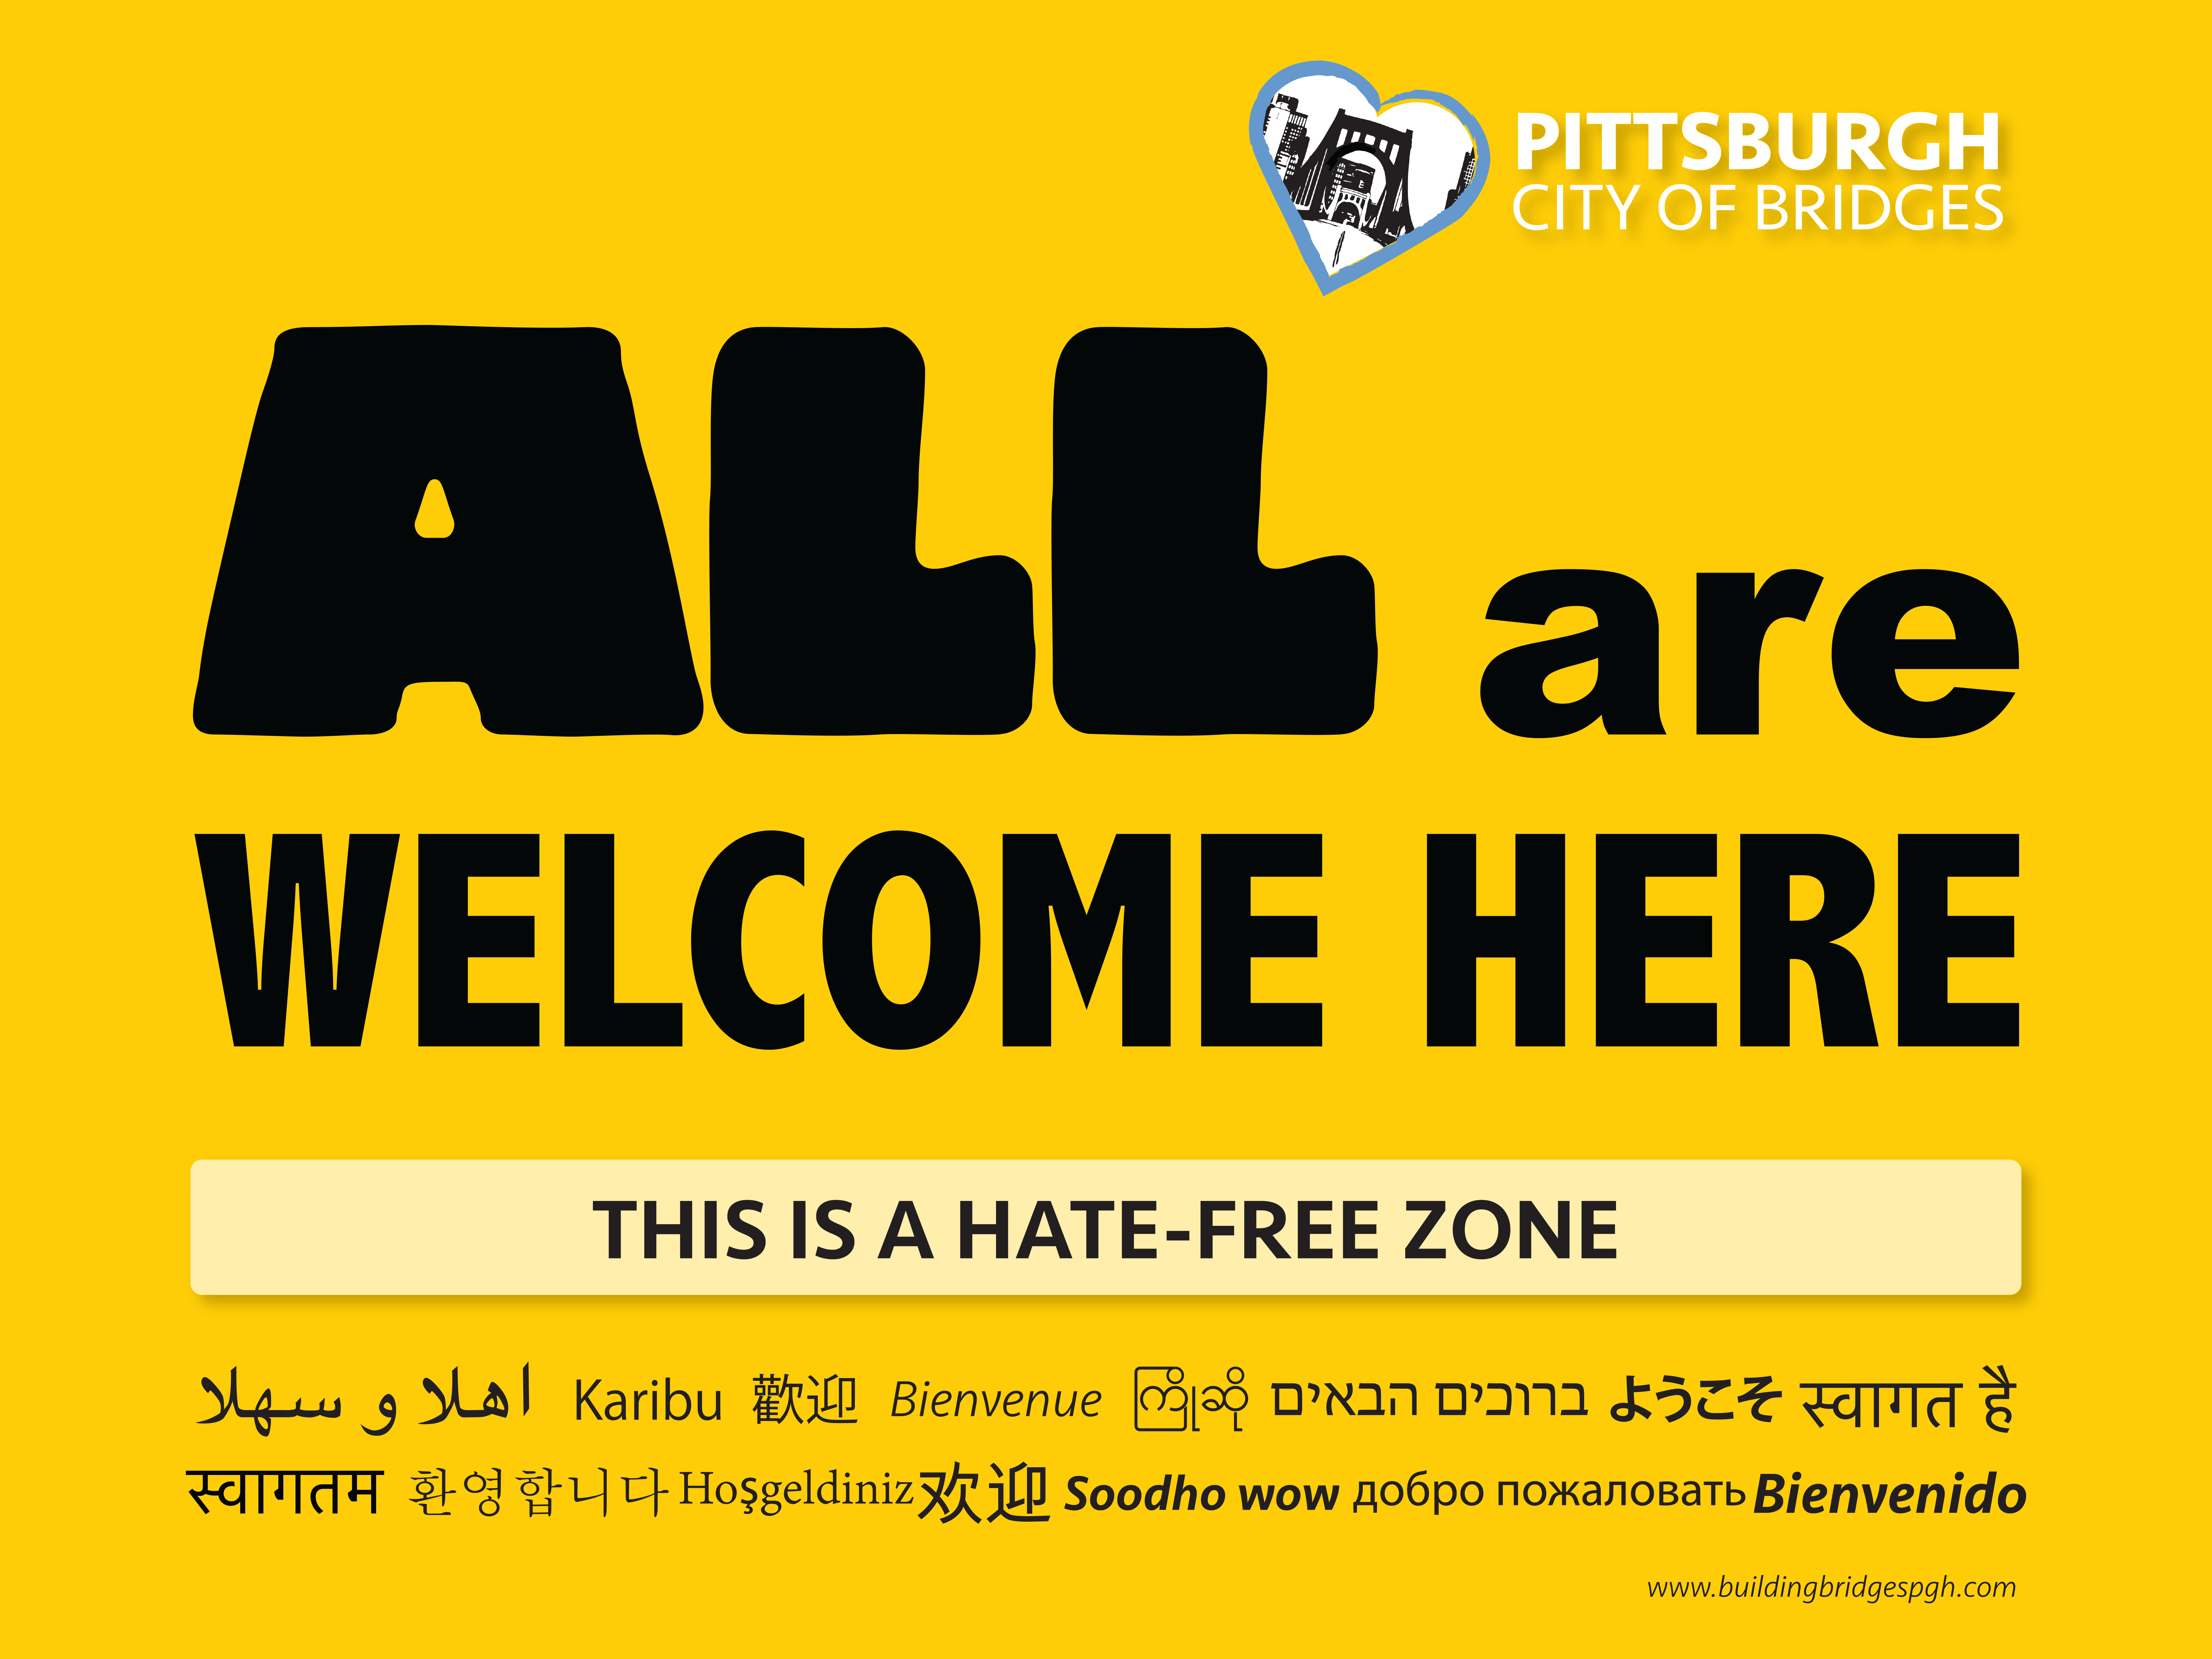 PITTSBURGH
CITY OF BRIDGES
ALL are
WELCOME HERE
THIS IS A HATE-FREE ZONE
اهلا و سهلا Karibu 歡迎 Bienvenue ကြိုဆို ברוכים הבאים ようこそ स्वागत है
स्वागतम 환영합니다 Hoşgeldiniz 欢迎 Soodho wow добро пожаловать Bienvenido
www.buildingbridgespgh.com